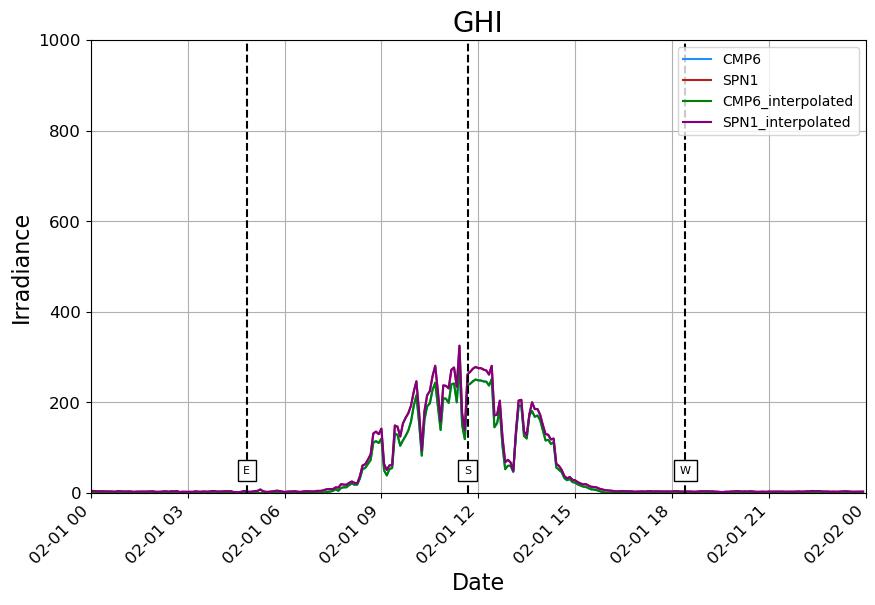 GHI
1000
800
600
400
200
0
Irradiance
CMP6
SPN1
CMP6_interpolated
SPN1_interpolated
E
S
W
02-01 00
02-01 03
02-01 06
02-01 09
02-01 12
02-01 15
02-01 18
02-01 21
02-02 00
Date